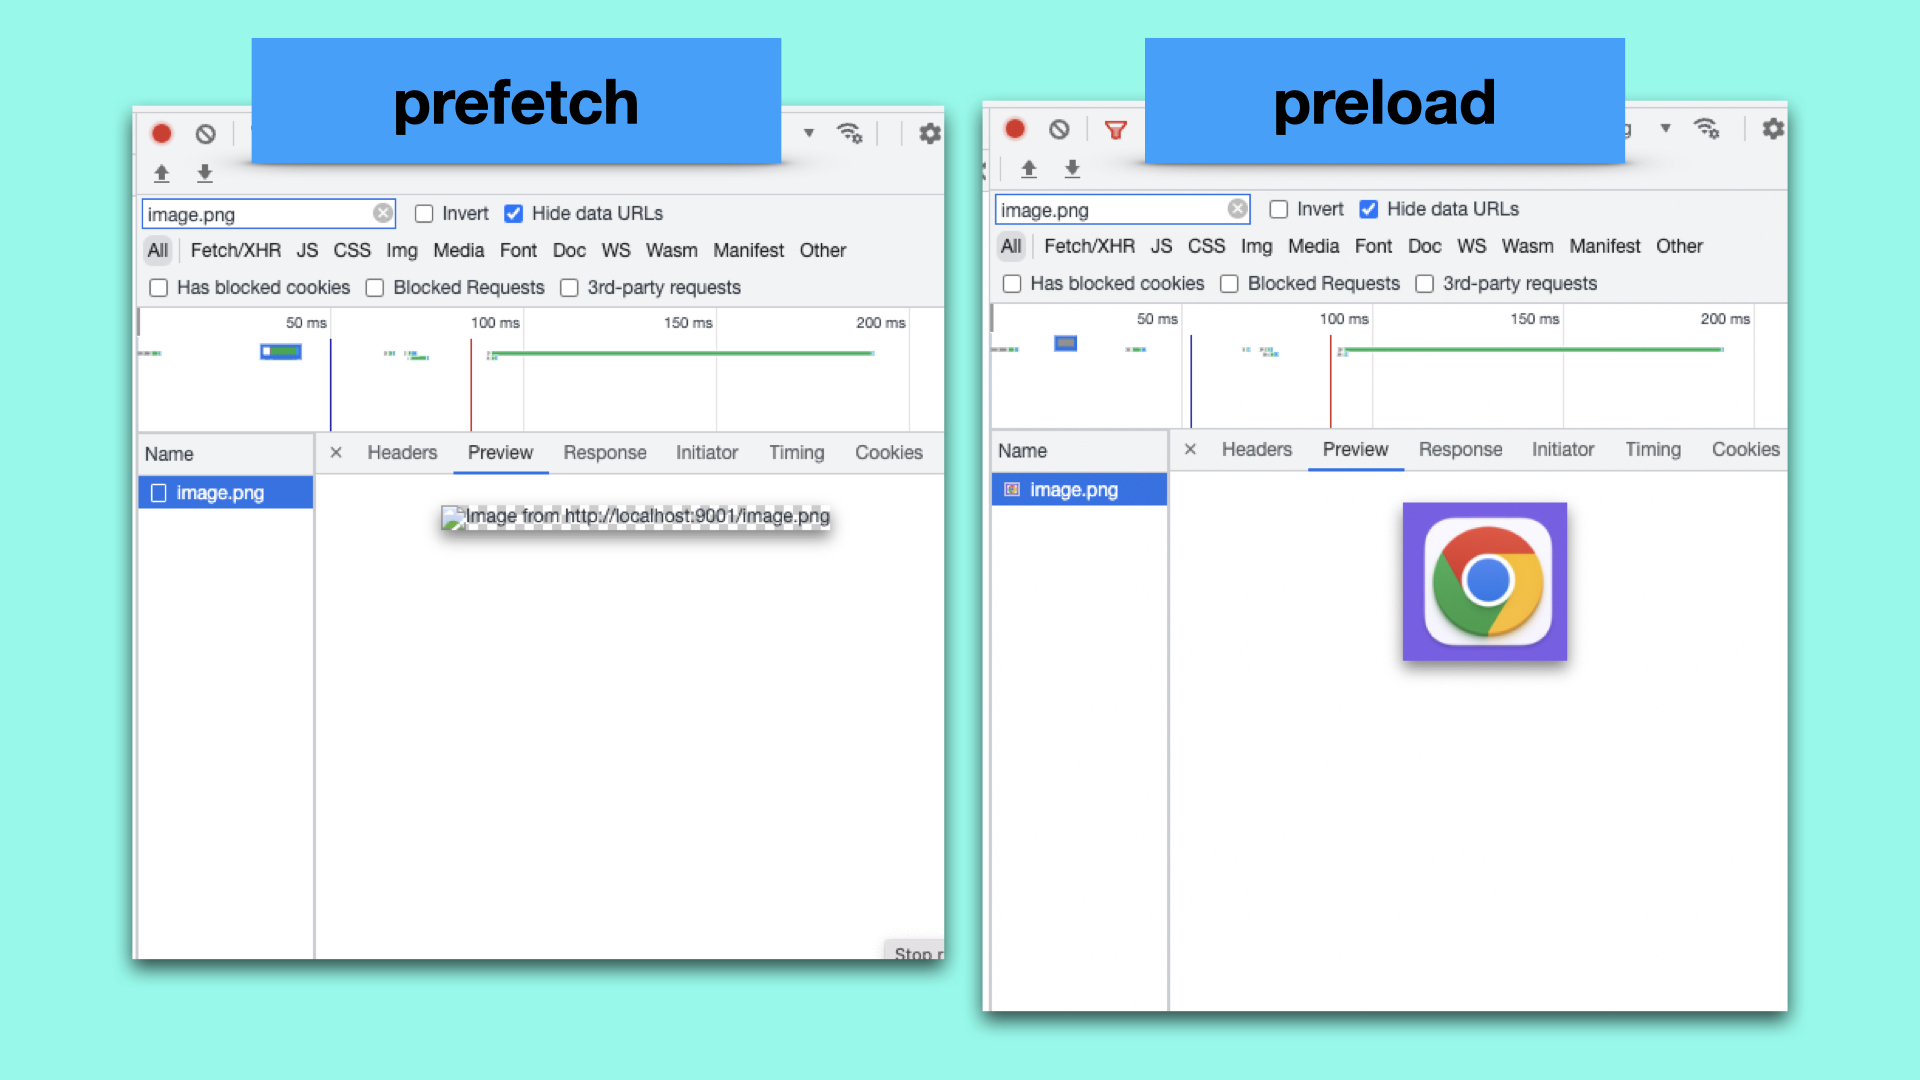 prefetch
image.png
Invert
Hide data URLs
All Fetch/XHR JS CSS Img Media Font Doc WS Wasm Manifest Other
Has blocked cookies
Blocked Requests
3rd-party requests
50 ms 100 ms 150 ms 200 ms
Name
Headers Preview Response Initiator Timing Cookies
image.png
Image from http://localhost:9001/image.png
Stop
preload
image.png
Invert
Hide data URLs
All Fetch/XHR JS CSS Img Media Font Doc WS Wasm Manifest Other
Has blocked cookies
Blocked Requests
3rd-party requests
50 ms 100 ms 150 ms 200 ms
Name
Headers Preview Response Initiator Timing Cookies
image.png